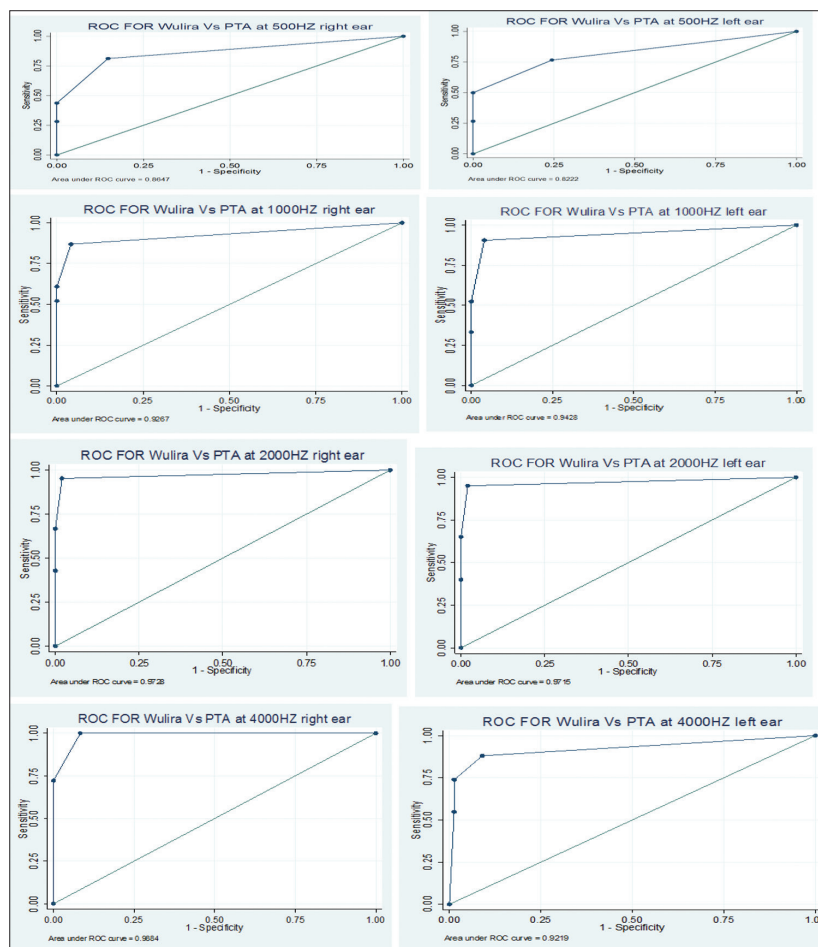 ROC FOR Wulira Vs PTA at 500HZ right ear
Sensitivity
0.00 0.25 0.50 0.75 1.00
0.00 0.25 0.50 0.75 1.00
1 - Specificity
Area under ROC curve = 0.8647
ROC FOR Wulira Vs PTA at 500HZ left ear
Sensitivity
0.00 0.25 0.50 0.75 1.00
0.00 0.25 0.50 0.75 1.00
1 - Specificity
Area under ROC curve = 0.8222
ROC FOR Wulira Vs PTA at 1000HZ right ear
Sensitivity
0.00 0.25 0.50 0.75 1.00
0.00 0.25 0.50 0.75 1.00
1 - Specificity
Area under ROC curve = 0.9267
ROC FOR Wulira Vs PTA at 1000HZ left ear
Sensitivity
0.00 0.25 0.50 0.75 1.00
0.00 0.25 0.50 0.75 1.00
1 - Specificity
Area under ROC curve = 0.9428
ROC FOR Wulira Vs PTA at 2000HZ right ear
Sensitivity
0.00 0.25 0.50 0.75 1.00
0.00 0.25 0.50 0.75 1.00
1 - Specificity
Area under ROC curve = 0.9728
ROC FOR Wulira Vs PTA at 2000HZ left ear
Sensitivity
0.00 0.25 0.50 0.75 1.00
0.00 0.25 0.50 0.75 1.00
1 - Specificity
Area under ROC curve = 0.9715
ROC FOR Wulira Vs PTA at 4000HZ right ear
Sensitivity
0.00 0.25 0.50 0.75 1.00
0.00 0.25 0.50 0.75 1.00
1 - Specificity
Area under ROC curve = 0.9884
ROC FOR Wulira Vs PTA at 4000HZ left ear
Sensitivity
0.00 0.25 0.50 0.75 1.00
0.00 0.25 0.50 0.75 1.00
1 - Specificity
Area under ROC curve = 0.9219